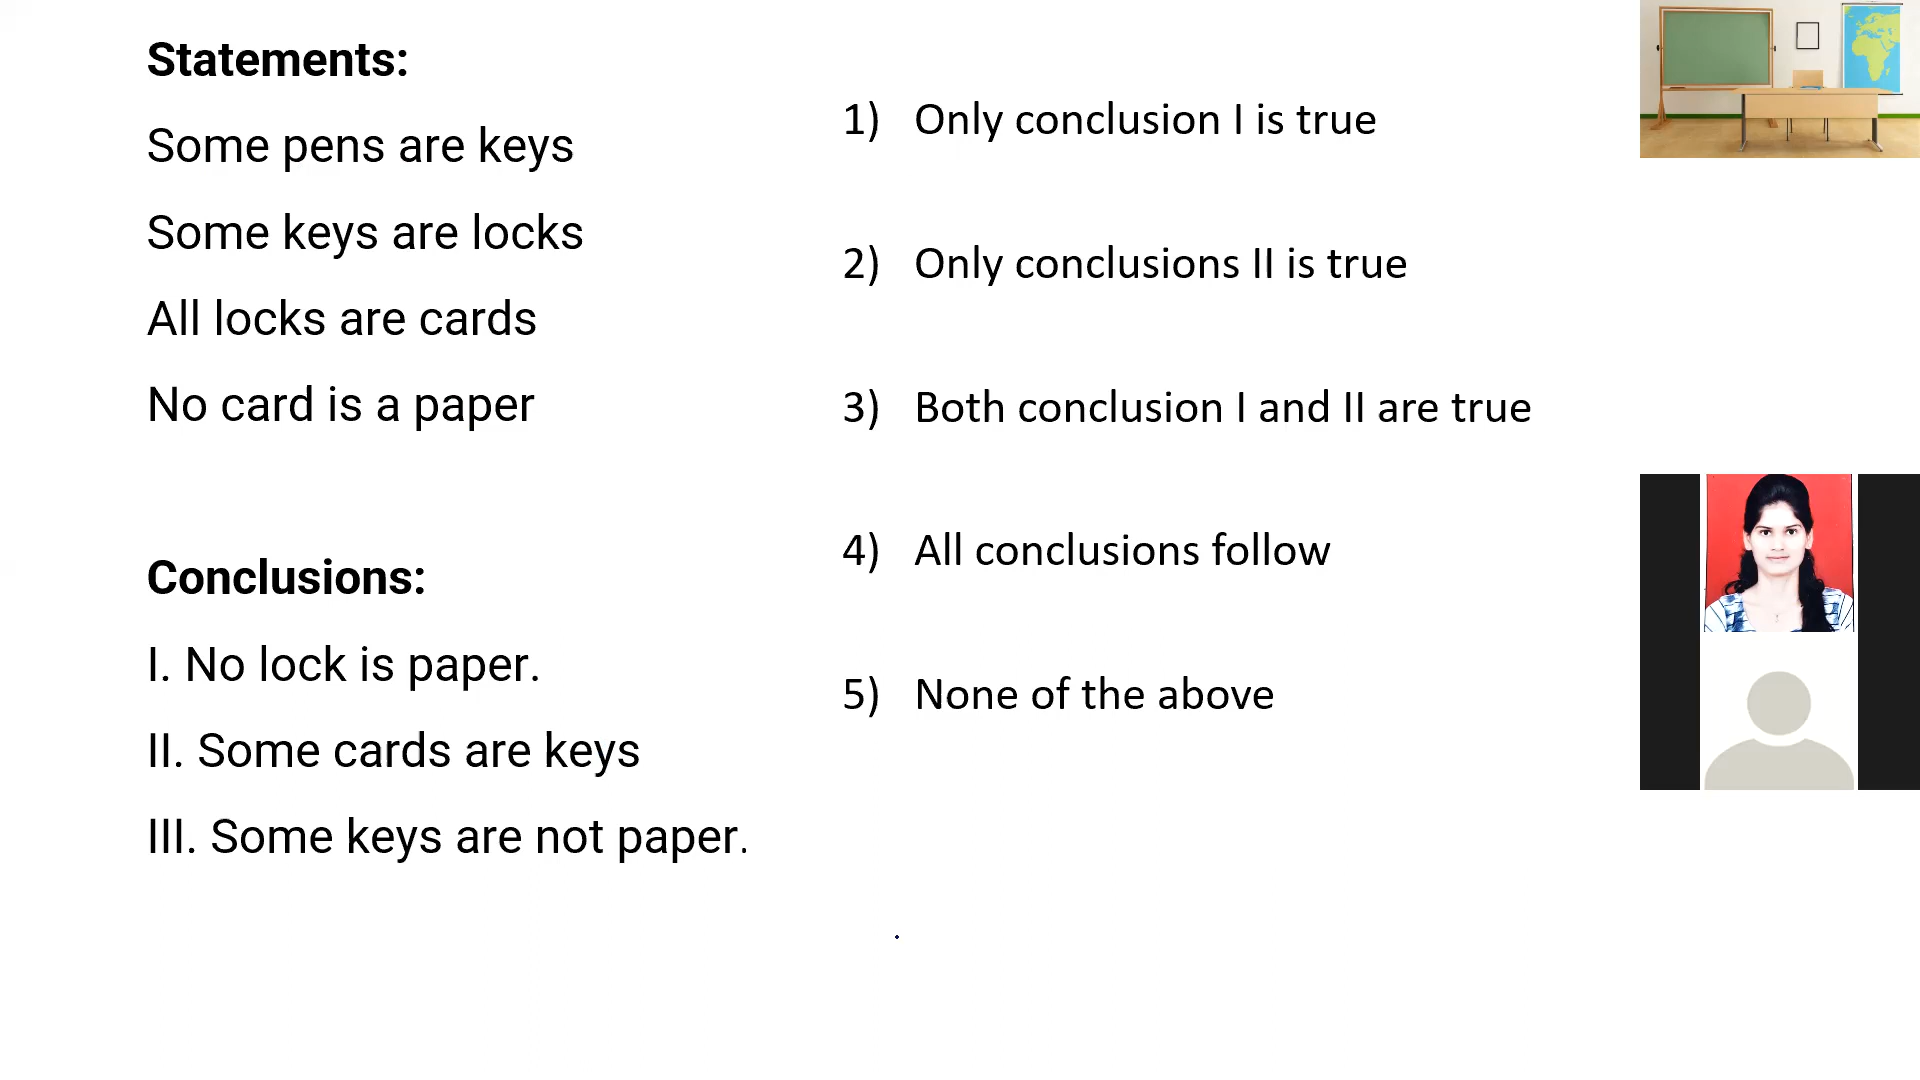 Statements:
Some pens are keys
Some keys are locks
All locks are cards
No card is a paper
Conclusions:
I. No lock is paper.
II. Some cards are keys
III. Some keys are not paper.
1) Only conclusion I is true
2) Only conclusions II is true
3) Both conclusion I and II are true
4) All conclusions follow
5) None of the above